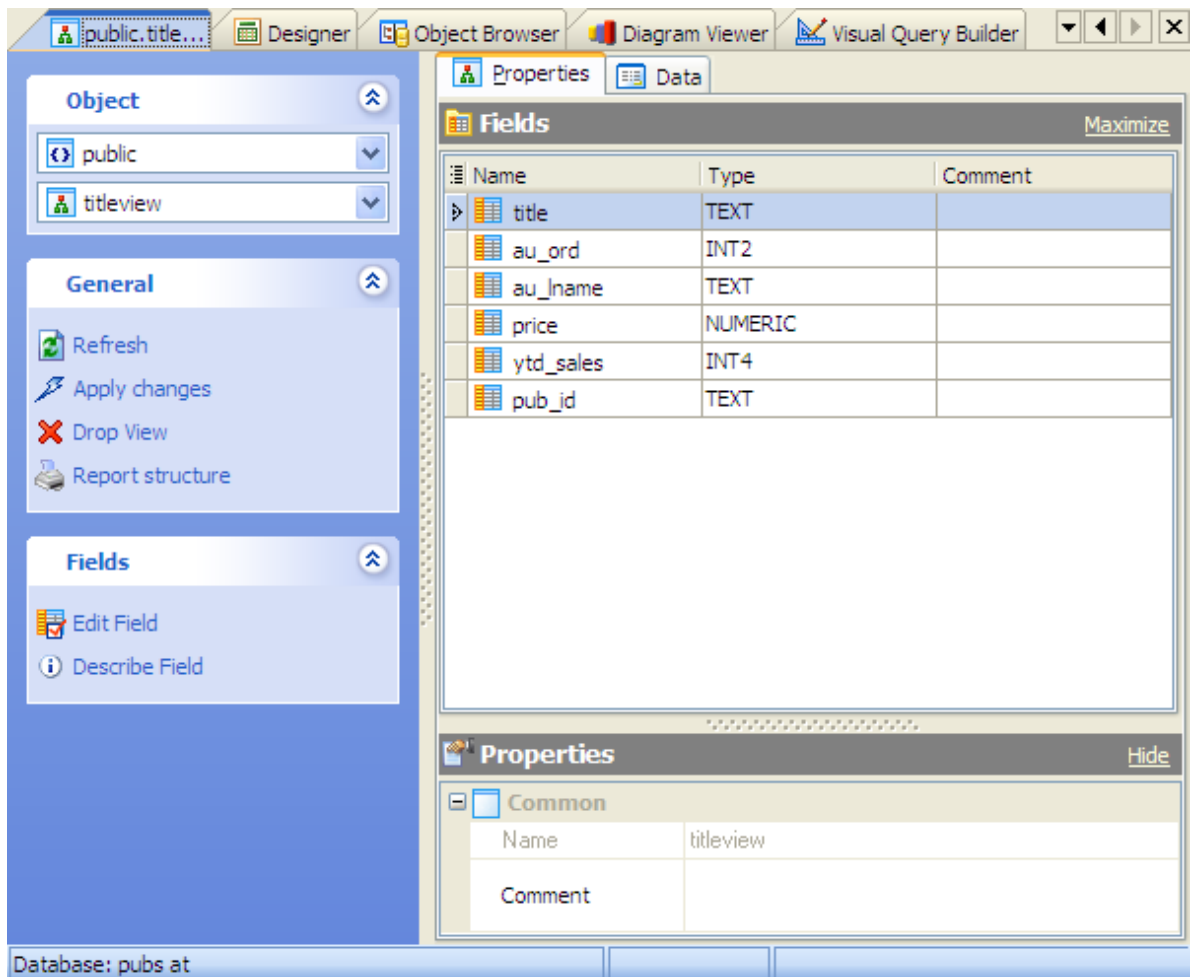 public.title... Designer Object Browser Diagram Viewer Visual Query Builder
Object
public
titleview
General
Refresh
Apply changes
Drop View
Report structure
Fields
Edit Field
Describe Field
Properties Data
Fields Maximize
Name Type Comment
title TEXT
au_ord INT2
au_lname TEXT
price NUMERIC
ytd_sales INT4
pub_id TEXT
Properties Hide
Common
Name titleview
Comment
Database: pubs at